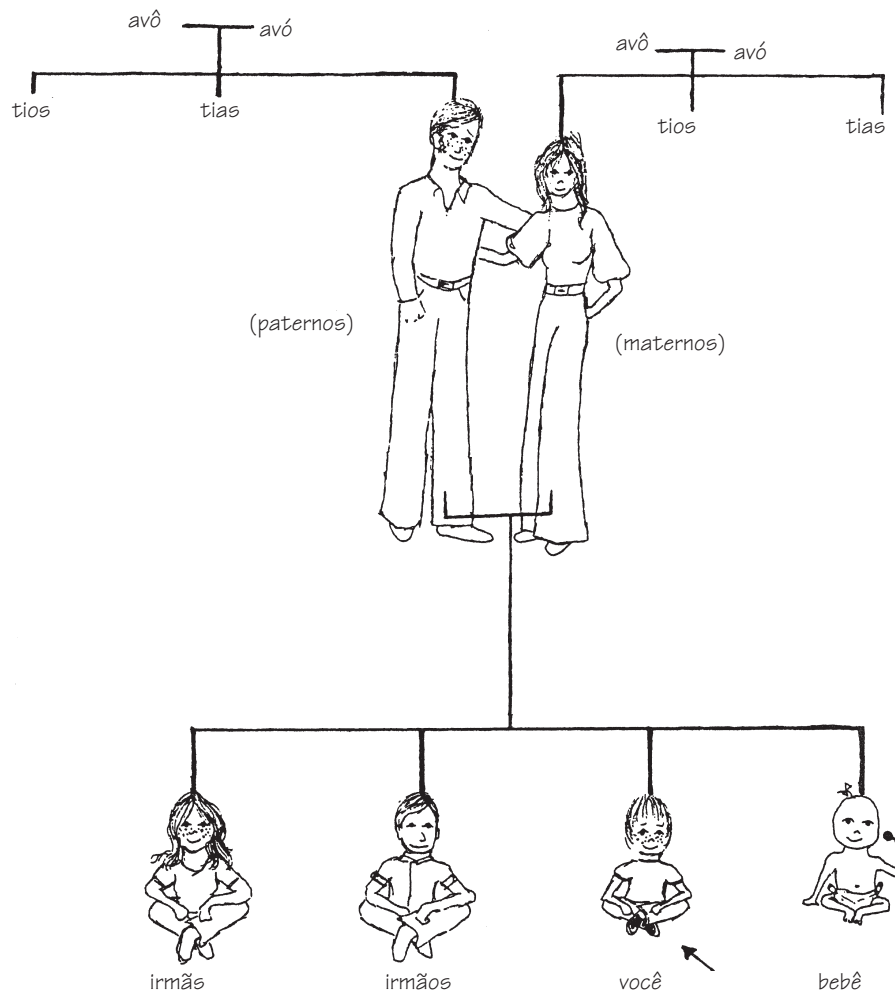 avô avó
avô avó
tios tias
tios tias
(paternos)
(maternos)
irmãs irmãos você bebê